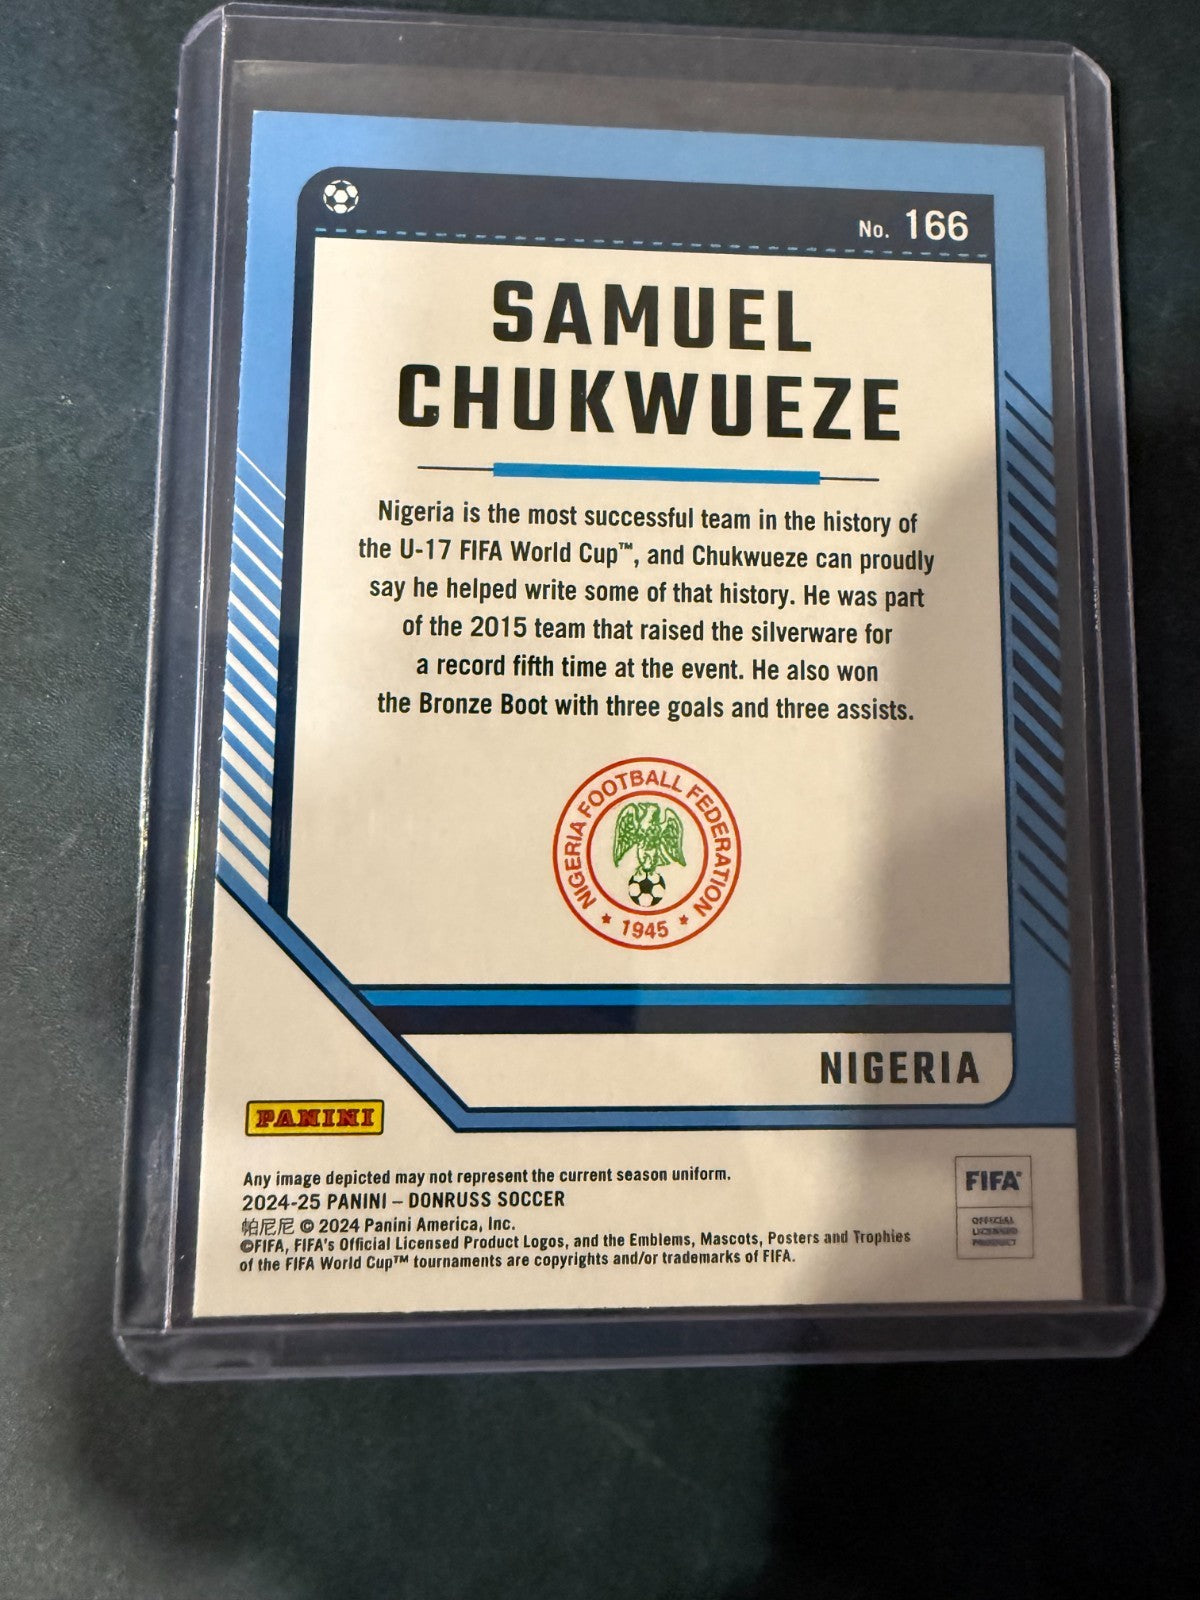 No. 166
SAMUEL
CHUKWUEZE
Nigeria is the most successful team in the history of
the U-17 FIFA World Cup™, and Chukwueze can proudly
say he helped write some of that history. He was part
of the 2015 team that raised the silverware for
a record fifth time at the event. He also won
the Bronze Boot with three goals and three assists.
NIGERIA FOOTBALL FEDERATION
1945
NIGERIA
PANINI
Any image depicted may not represent the current season uniform.
2024-25 PANINI – DONRUSS SOCCER
帕尼尼 © 2024 Panini America, Inc.
©FIFA, FIFA's Official Licensed Product Logos, and the Emblems, Mascots, Posters and Trophies
of the FIFA World Cup™ tournaments are copyrights and/or trademarks of FIFA.
FIFA®
OFFICIAL
LICENSED
PRODUCT